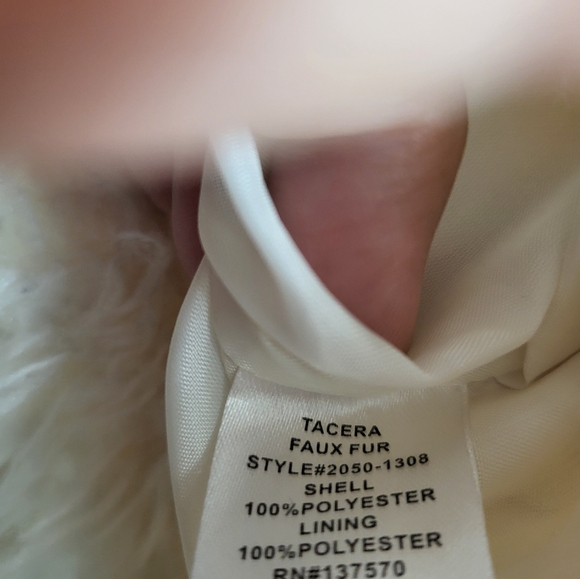 TACERA
FAUX FUR
STYLE#2050-1308
SHELL
100%POLYESTER
LINING
100%POLYESTER
RN#137570